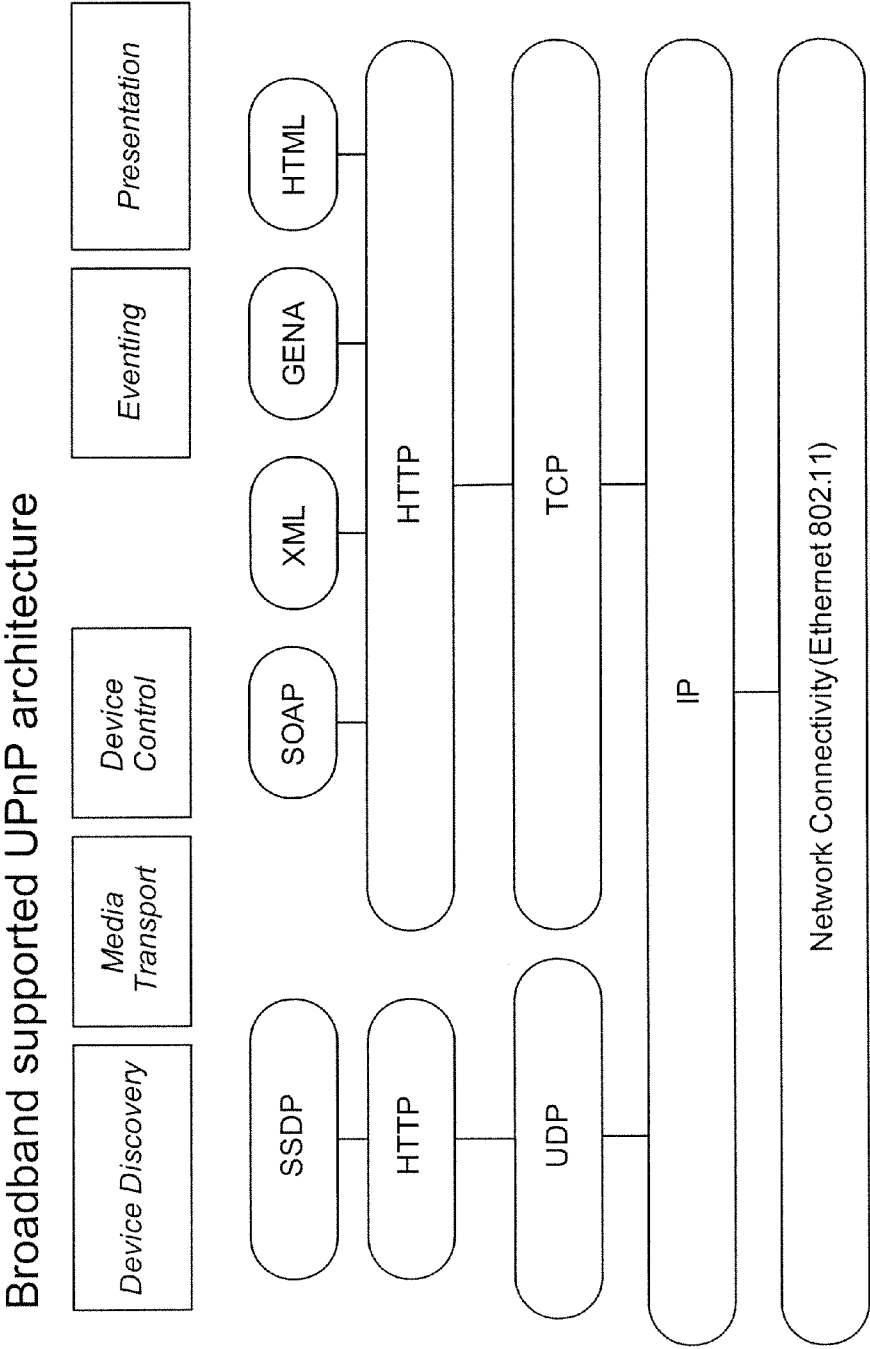 Broadband supported UPnP architecture
Device Discovery
Media
Transport
Device
Control
Eventing
Presentation
SSDP
SOAP
XML
GENA
HTML
HTTP
HTTP
UDP
TCP
IP
Network Connectivity(Ethernet 802.11)